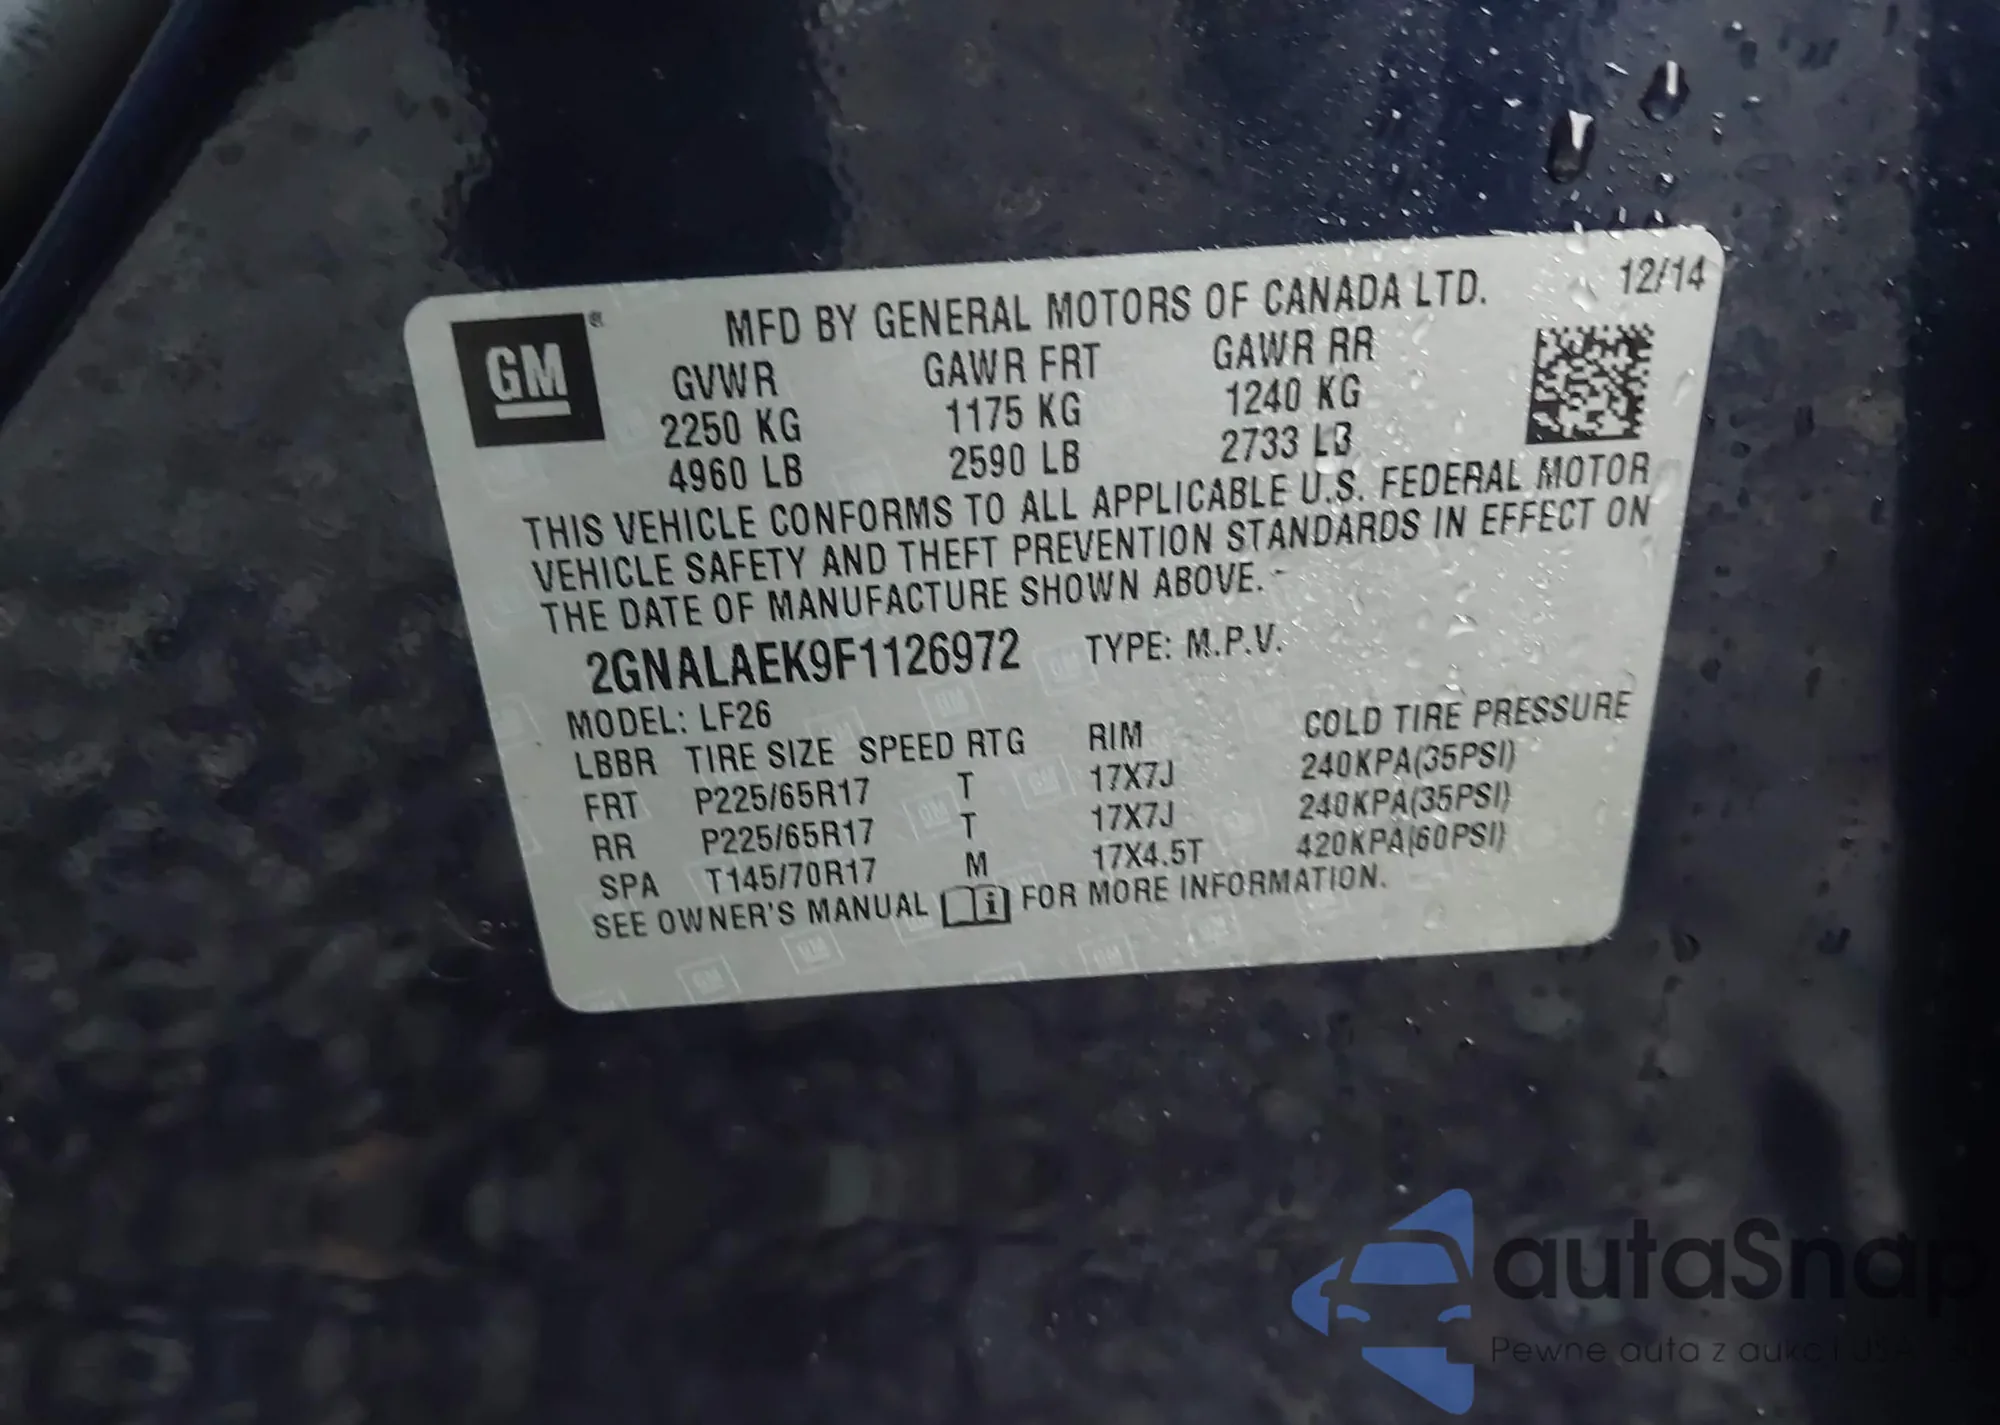 GM®
MFD BY GENERAL MOTORS OF CANADA LTD. 12/14
GVWR GAWR FRT GAWR RR
2250 KG 1175 KG 1240 KG
4960 LB 2590 LB 2733 LB
THIS VEHICLE CONFORMS TO ALL APPLICABLE U.S. FEDERAL MOTOR
VEHICLE SAFETY AND THEFT PREVENTION STANDARDS IN EFFECT ON
THE DATE OF MANUFACTURE SHOWN ABOVE.
2GNALAEK9F1126972 TYPE: M.P.V.
MODEL: LF26
LBBR TIRE SIZE SPEED RTG RIM COLD TIRE PRESSURE
FRT P225/65R17 T 17X7J 240KPA(35PSI)
RR P225/65R17 T 17X7J 240KPA(35PSI)
SPA T145/70R17 M 17X4.5T 420KPA(60PSI)
SEE OWNER'S MANUAL FOR MORE INFORMATION.
autaSnap
Pewne auta z aukcji